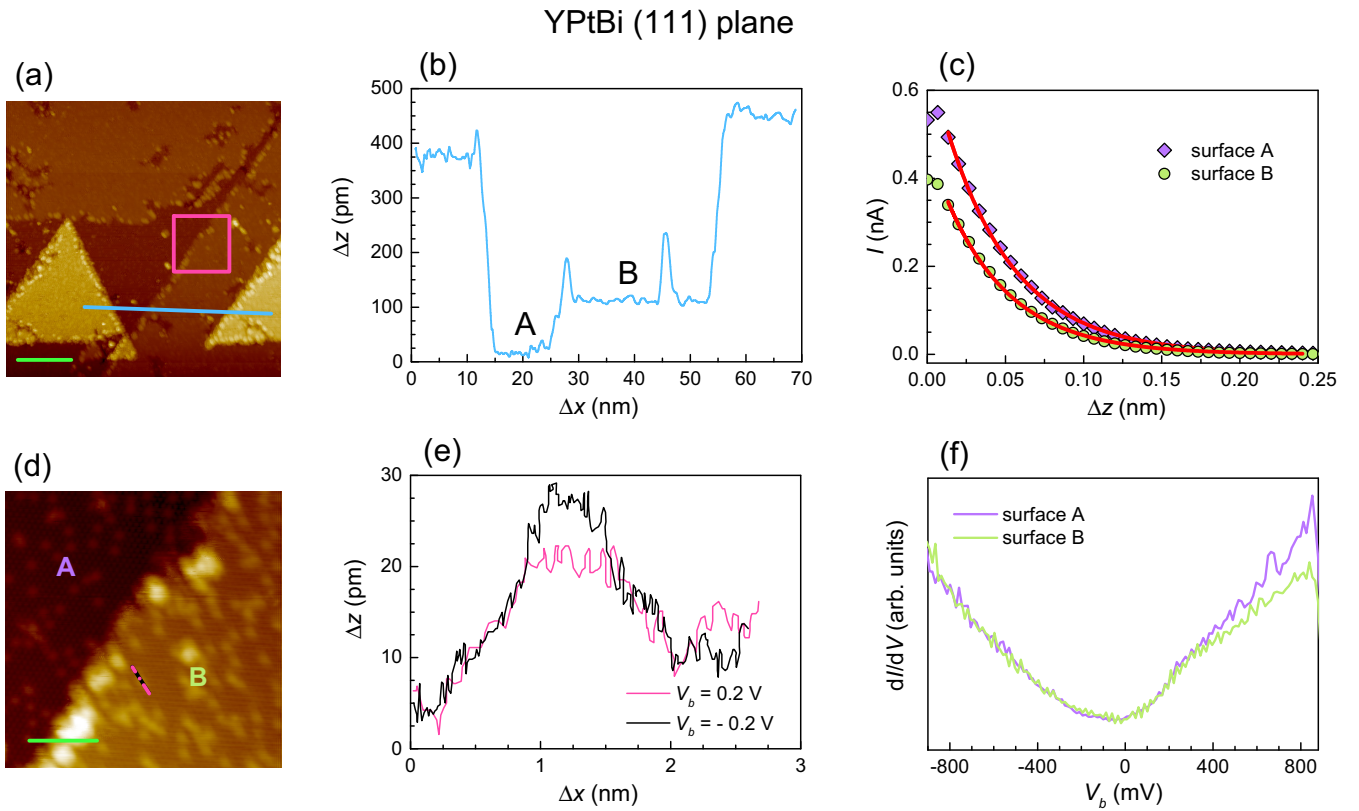 YPtBi (111) plane
(a)
(b)
500
400
300
200
100
0
Δz (pm)
A
B
0 10 20 30 40 50 60 70
Δx (nm)
(c)
0.6
0.4
0.2
0.0
I (nA)
surface A
surface B
0.00 0.05 0.10 0.15 0.20 0.25
Δz (nm)
(d)
A
B
(e)
30
25
20
15
10
5
0
Δz (pm)
V_b = 0.2 V
V_b = - 0.2 V
0 1 2 3
Δx (nm)
(f)
dI/dV (arb. units)
surface A
surface B
-800 -400 0 400 800
V_b (mV)